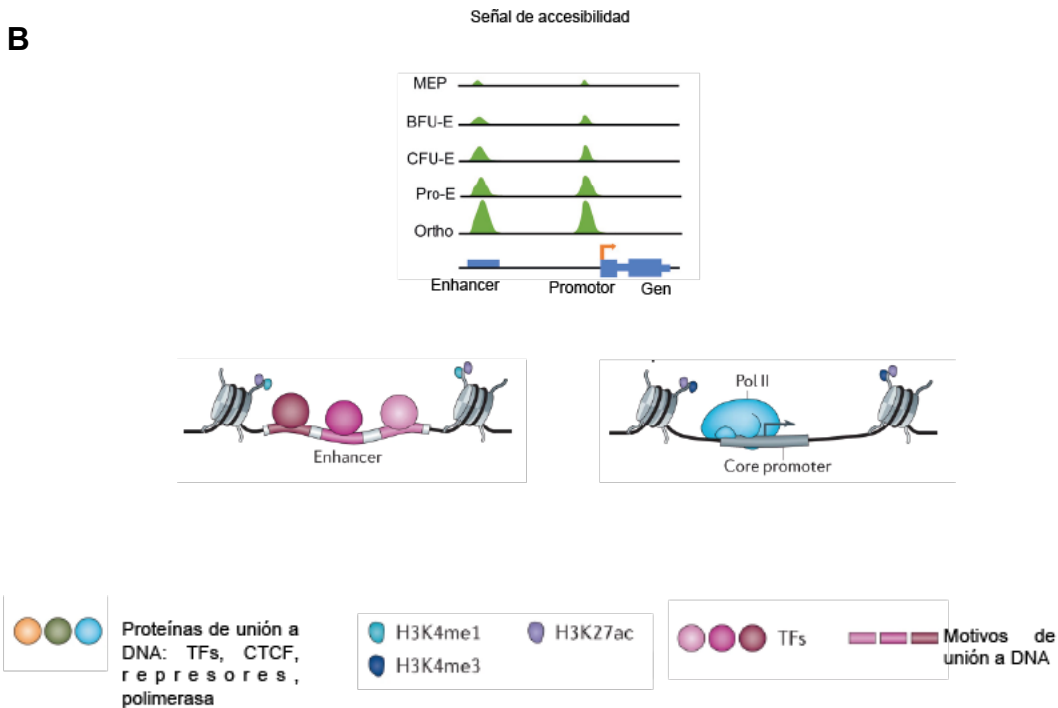 Señal de accesibilidad
B
MEP
BFU-E
CFU-E
Pro-E
Ortho
Enhancer
Promotor
Gen
Enhancer
Pol II
Core promoter
Proteínas de unión a
DNA: TFs, CTCF,
represores,
polimerasa
H3K4me1
H3K27ac
H3K4me3
TFs
Motivos de
unión a DNA